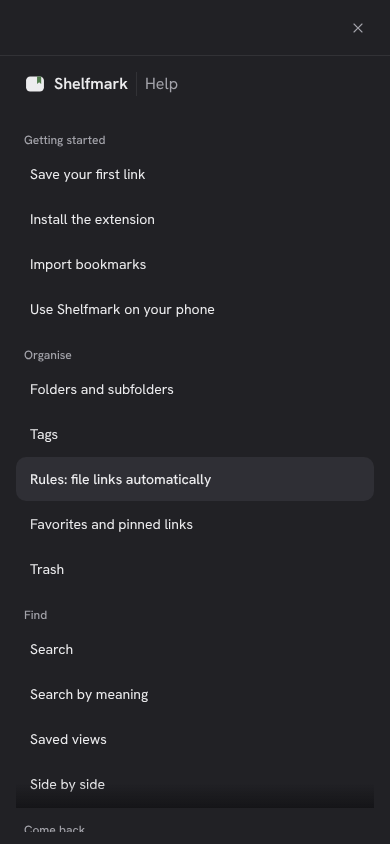 Shelfmark Help
Getting started
Save your first link
Install the extension
Import bookmarks
Use Shelfmark on your phone
Organise
Folders and subfolders
Tags
Rules: file links automatically
Favorites and pinned links
Trash
Find
Search
Search by meaning
Saved views
Side by side
Come back